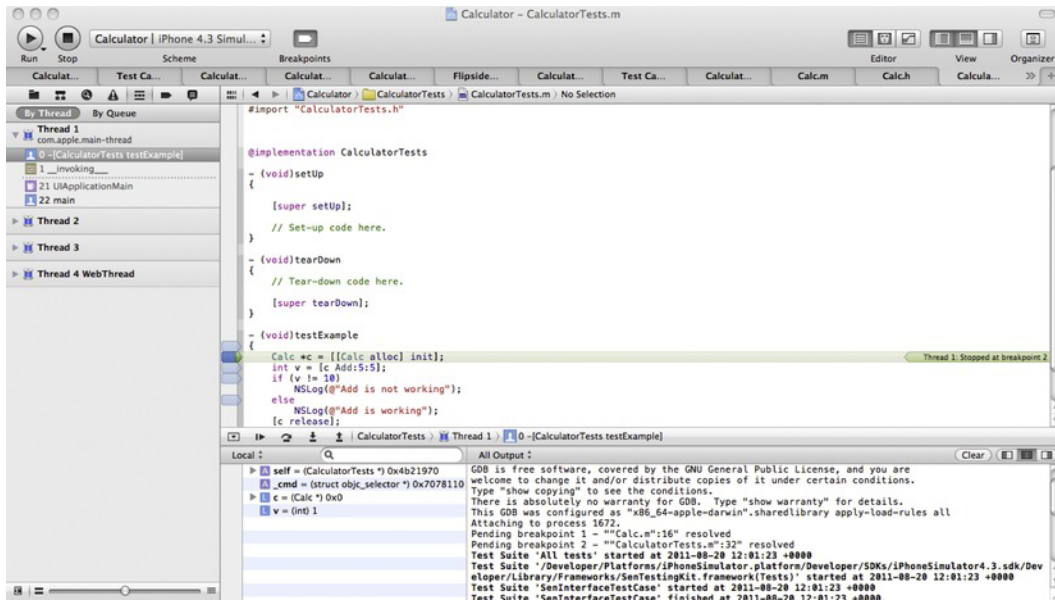 Calculator – CalculatorTests.m
Calculator | iPhone 4.3 Simul...
Run Stop Scheme Breakpoints Editor View Organizer
Calculat... Test Ca... Calculat... Calculat... Calculat... Flipside... Calculat... Test Ca... Calculat... Calc.m Calc.h Calcula...
Calculator CalculatorTests CalculatorTests.m No Selection
By Thread By Queue
Thread 1
com.apple.main-thread
0 -[CalculatorTests testExample]
1 __invoking___
21 UIApplicationMain
22 main
Thread 2
Thread 3
Thread 4 WebThread
#import "CalculatorTests.h"
@implementation CalculatorTests
- (void)setUp
{
[super setUp];
// Set-up code here.
}
- (void)tearDown
{
// Tear-down code here.
[super tearDown];
}
- (void)testExample
{
Calc *c = [[Calc alloc] init];
Thread 1: Stopped at breakpoint 2
int v = [c Add:5:5];
if (v != 10)
NSLog(@"Add is not working");
else
NSLog(@"Add is working");
[c release];
CalculatorTests Thread 1 0 -[CalculatorTests testExample]
Local All Output Clear
self = (CalculatorTests *) 0x4b21970
_cmd = (struct objc_selector *) 0x7078110
c = (Calc *) 0x0
v = (int) 1
GDB is free software, covered by the GNU General Public License, and you are
welcome to change it and/or distribute copies of it under certain conditions.
Type "show copying" to see the conditions.
There is absolutely no warranty for GDB. Type "show warranty" for details.
This GDB was configured as "x86_64-apple-darwin".sharedlibrary apply-load-rules all
Attaching to process 1672.
Pending breakpoint 1 - ""Calc.m":16" resolved
Pending breakpoint 2 - ""CalculatorTests.m":32" resolved
Test Suite 'All tests' started at 2011-08-20 12:01:23 +0000
Test Suite '/Developer/Platforms/iPhoneSimulator.platform/Developer/SDKs/iPhoneSimulator4.3.sdk/Dev
eloper/Library/Frameworks/SenTestingKit.framework(Tests)' started at 2011-08-20 12:01:23 +0000
Test Suite 'SenInterfaceTestCase' started at 2011-08-20 12:01:23 +0000
Test Suite 'SenInterfaceTestCase' finished at 2011-08-20 12:01:23 +0000.